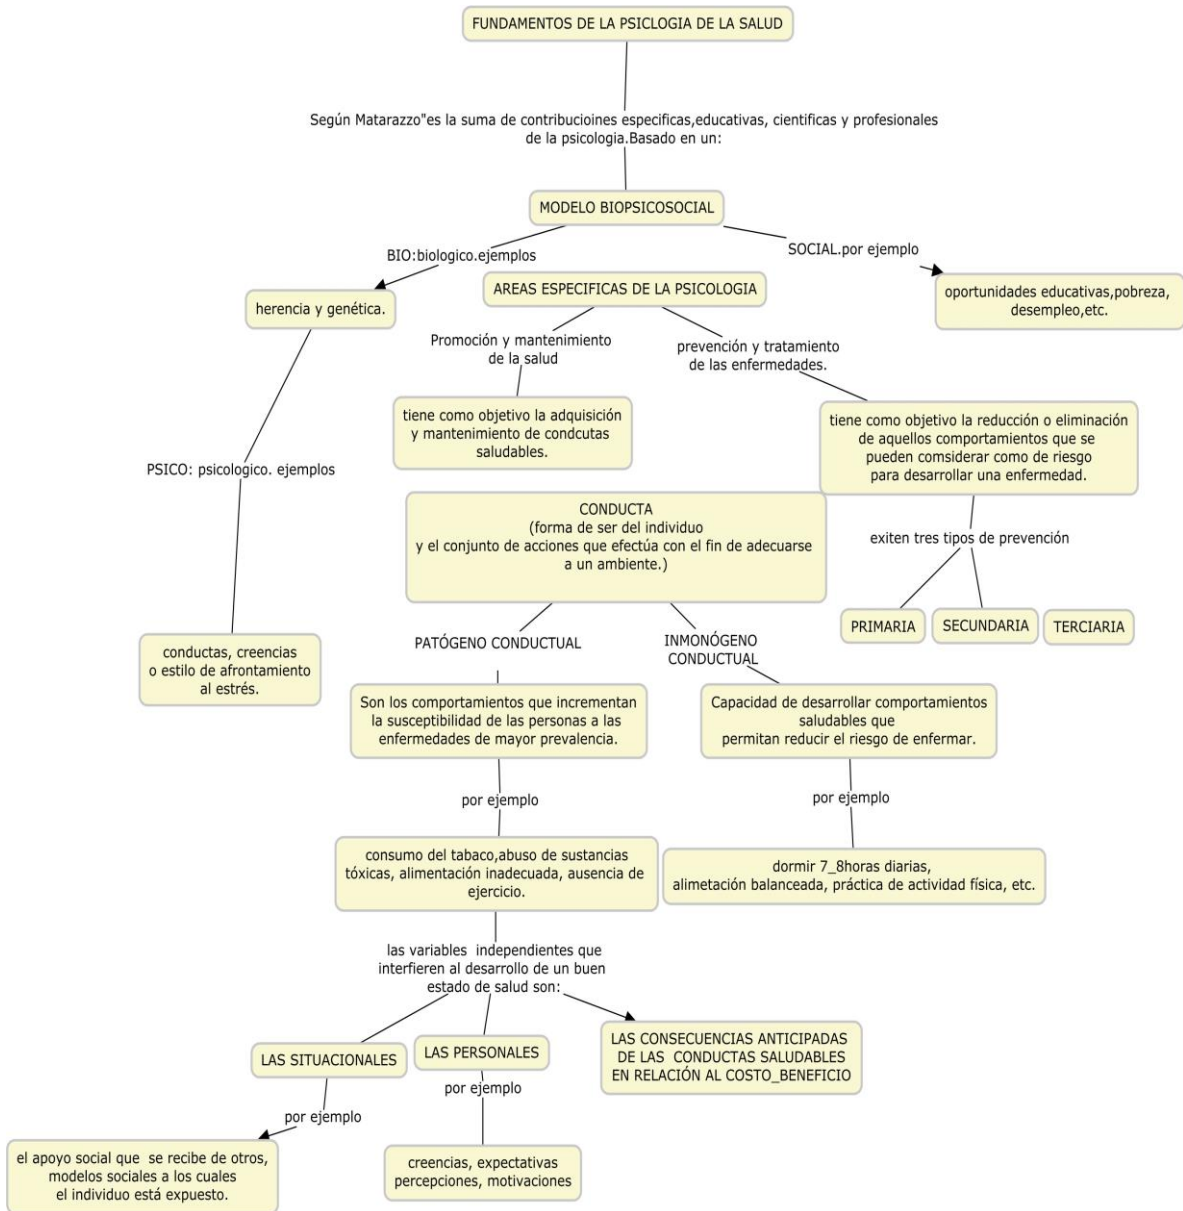 FUNDAMENTOS DE LA PSICLOGIA DE LA SALUD
Según Matarazzo"es la suma de contribucioines especificas,educativas, cientificas y profesionales
de la psicologia.Basado en un:
MODELO BIOPSICOSOCIAL
BIO:biologico.ejemplos
SOCIAL.por ejemplo
herencia y genética.
AREAS ESPECIFICAS DE LA PSICOLOGIA
oportunidades educativas,pobreza,
desempleo,etc.
Promoción y mantenimiento
de la salud
prevención y tratamiento
de las enfermedades.
tiene como objetivo la adquisición
y mantenimiento de condcutas
saludables.
tiene como objetivo la reducción o eliminación
de aquellos comportamientos que se
pueden comsiderar como de riesgo
para desarrollar una enfermedad.
PSICO: psicologico. ejemplos
CONDUCTA
(forma de ser del individuo
y el conjunto de acciones que efectúa con el fin de adecuarse
a un ambiente.)
exiten tres tipos de prevención
PRIMARIA
SECUNDARIA
TERCIARIA
conductas, creencias
o estilo de afrontamiento
al estrés.
PATÓGENO CONDUCTUAL
INMONÓGENO
CONDUCTUAL
Son los comportamientos que incrementan
la susceptibilidad de las personas a las
enfermedades de mayor prevalencia.
Capacidad de desarrollar comportamientos
saludables que
permitan reducir el riesgo de enfermar.
por ejemplo
por ejemplo
consumo del tabaco,abuso de sustancias
tóxicas, alimentación inadecuada, ausencia de
ejercicio.
dormir 7_8horas diarias,
alimetación balanceada, práctica de actividad física, etc.
las variables independientes que
interfieren al desarrollo de un buen
estado de salud son:
LAS SITUACIONALES
LAS PERSONALES
LAS CONSECUENCIAS ANTICIPADAS
DE LAS CONDUCTAS SALUDABLES
EN RELACIÓN AL COSTO_BENEFICIO
por ejemplo
por ejemplo
el apoyo social que se recibe de otros,
modelos sociales a los cuales
el individuo está expuesto.
creencias, expectativas
percepciones, motivaciones